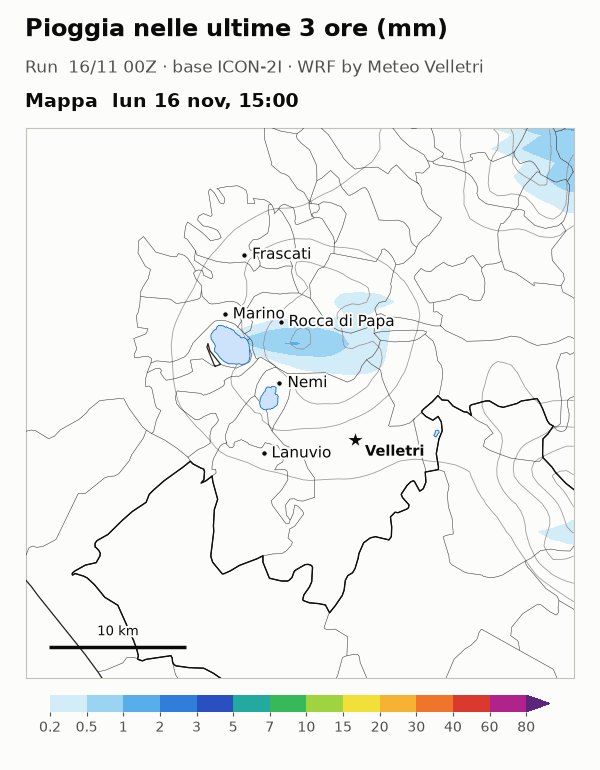 Pioggia nelle ultime 3 ore (mm)
Run  16/11 00Z · base ICON-2I · WRF by Meteo Velletri
Mappa  lun 16 nov, 15:00
Frascati
Marino
Rocca di Papa
Nemi
Velletri
Lanuvio
10 km
0.2 0.5 1 2 3 5 7 10 15 20 30 40 60 80